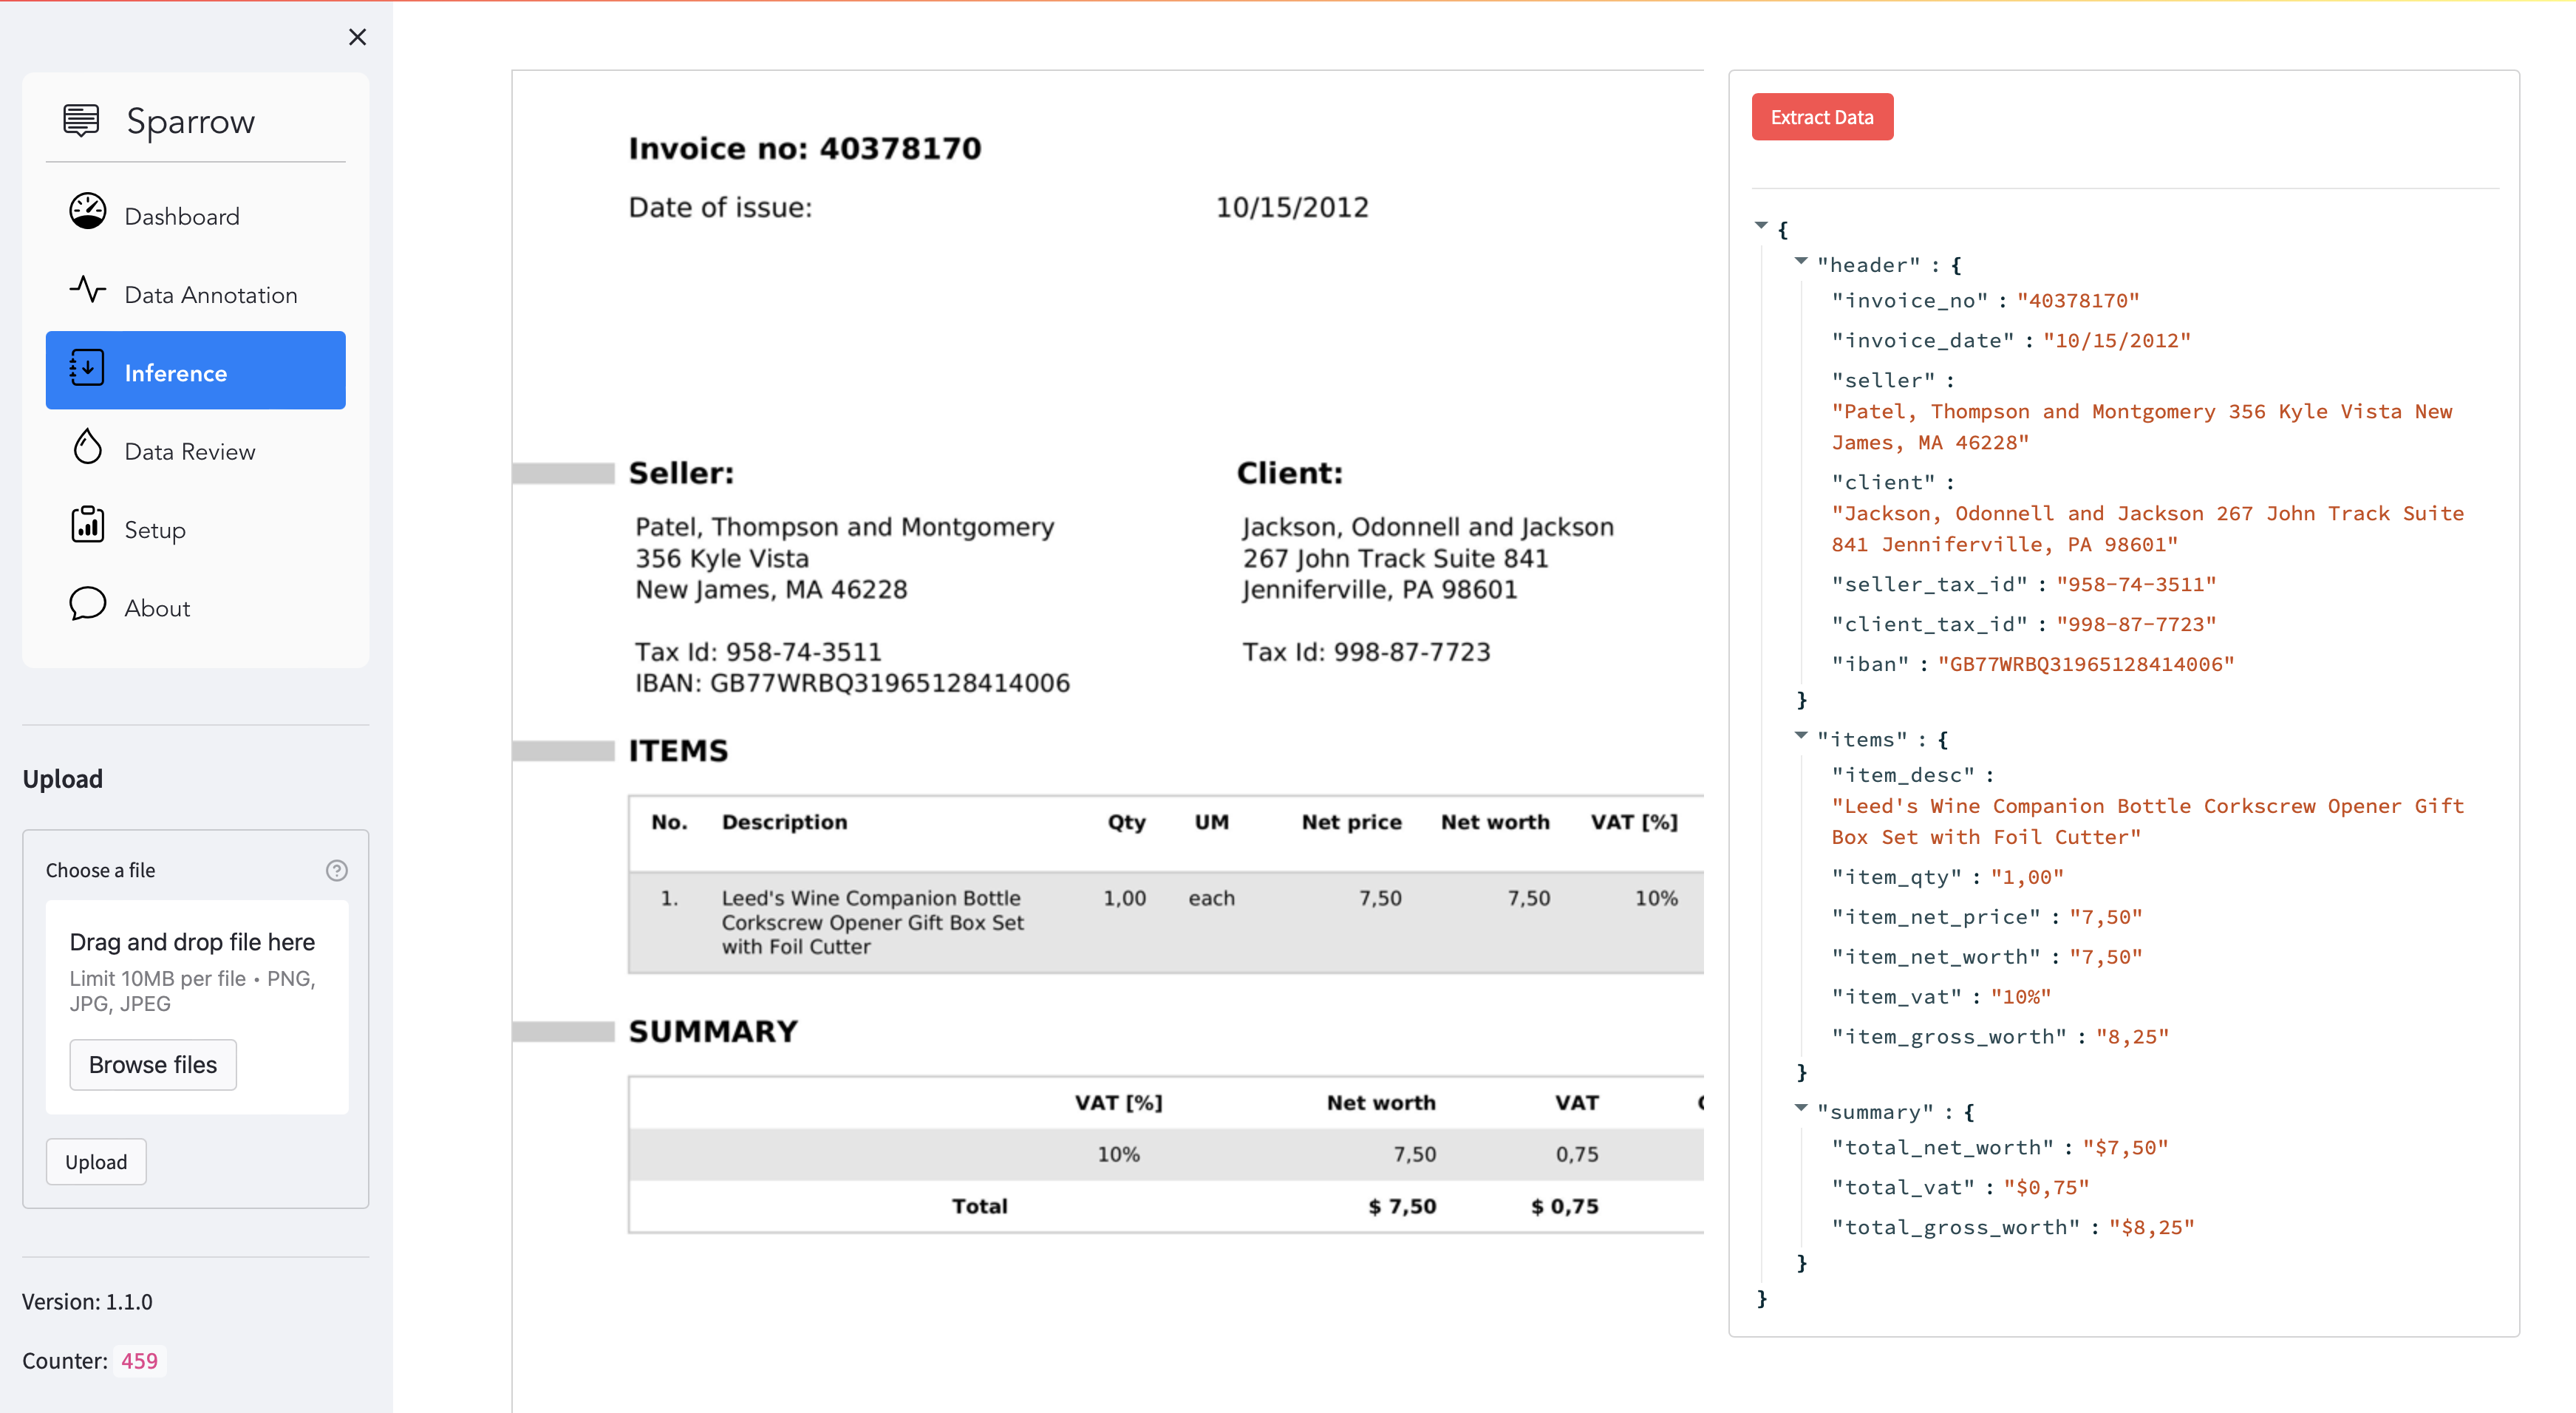 Sparrow
Dashboard
Data Annotation
Inference
Data Review
Setup
About
Upload
Choose a file
Drag and drop file here
Limit 10MB per file • PNG,
JPG, JPEG
Browse files
Upload
Version: 1.1.0
Counter: 459
Invoice no: 40378170
Date of issue: 10/15/2012
Seller:
Patel, Thompson and Montgomery
356 Kyle Vista
New James, MA 46228
Tax Id: 958-74-3511
IBAN: GB77WRBQ31965128414006
Client:
Jackson, Odonnell and Jackson
267 John Track Suite 841
Jenniferville, PA 98601
Tax Id: 998-87-7723
ITEMS
No. Description Qty UM Net price Net worth VAT [%]
1. Leed's Wine Companion Bottle 1,00 each 7,50 7,50 10%
Corkscrew Opener Gift Box Set
with Foil Cutter
SUMMARY
VAT [%] Net worth VAT
10% 7,50 0,75
Total $ 7,50 $ 0,75
Extract Data
{
"header" : {
"invoice_no" : "40378170"
"invoice_date" : "10/15/2012"
"seller" :
"Patel, Thompson and Montgomery 356 Kyle Vista New
James, MA 46228"
"client" :
"Jackson, Odonnell and Jackson 267 John Track Suite
841 Jenniferville, PA 98601"
"seller_tax_id" : "958-74-3511"
"client_tax_id" : "998-87-7723"
"iban" : "GB77WRBQ31965128414006"
}
"items" : {
"item_desc" :
"Leed's Wine Companion Bottle Corkscrew Opener Gift
Box Set with Foil Cutter"
"item_qty" : "1,00"
"item_net_price" : "7,50"
"item_net_worth" : "7,50"
"item_vat" : "10%"
"item_gross_worth" : "8,25"
}
"summary" : {
"total_net_worth" : "$7,50"
"total_vat" : "$0,75"
"total_gross_worth" : "$8,25"
}
}